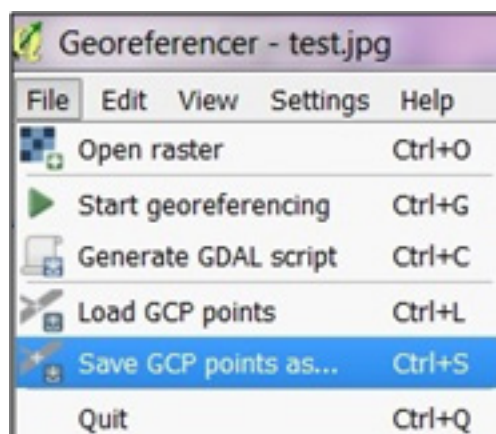 Georeferencer - test.jpg
File Edit View Settings Help
Open raster Ctrl+O
Start georeferencing Ctrl+G
Generate GDAL script Ctrl+C
Load GCP points Ctrl+L
Save GCP points as... Ctrl+S
Quit Ctrl+Q